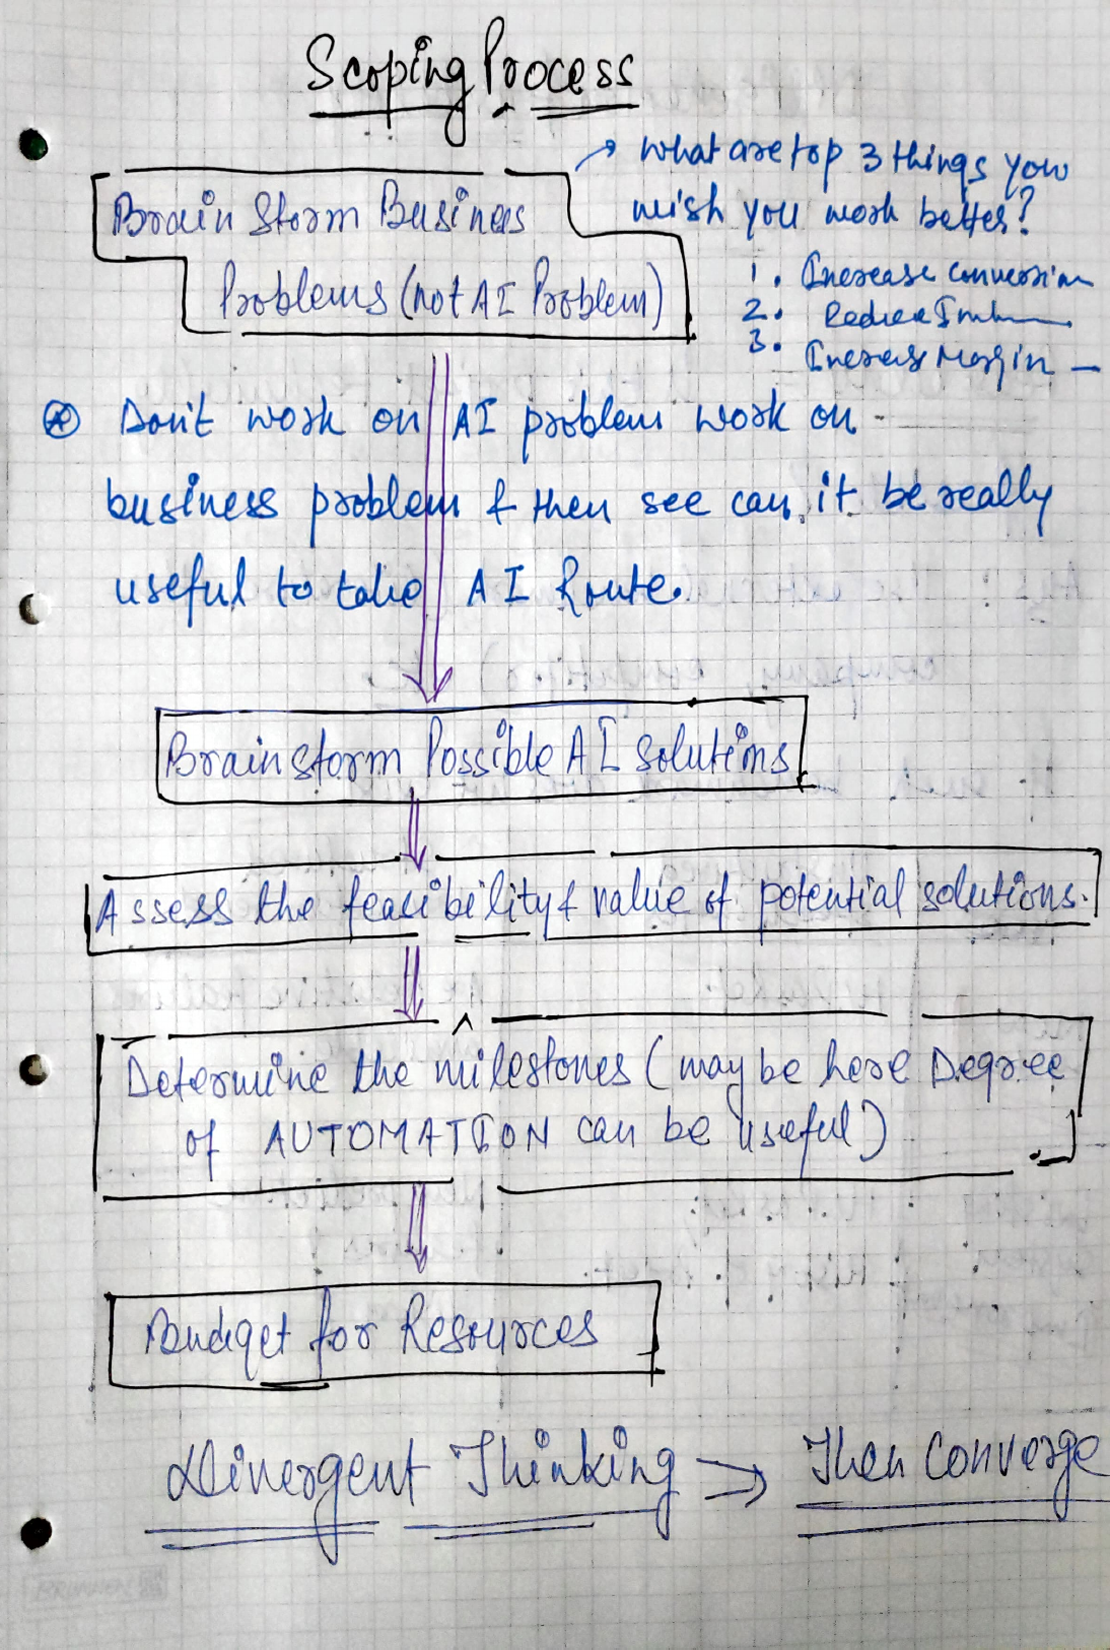 Scoping Process
What are top 3 things you
wish you work better?
1. Increase conversion
2. Reduce
3. Increase Margin
Brain Storm Business
Problems (not AI Problem)
Don't work on AI problem work on
business problem & then see can it be really
useful to take AI Route.
Brainstorm Possible AI Solutions
Assess the feasibility & value of potential solutions.
Determine the milestones (may be here Degree
of AUTOMATION can be useful)
Budget for Resources
Divergent Thinking → Then Converge